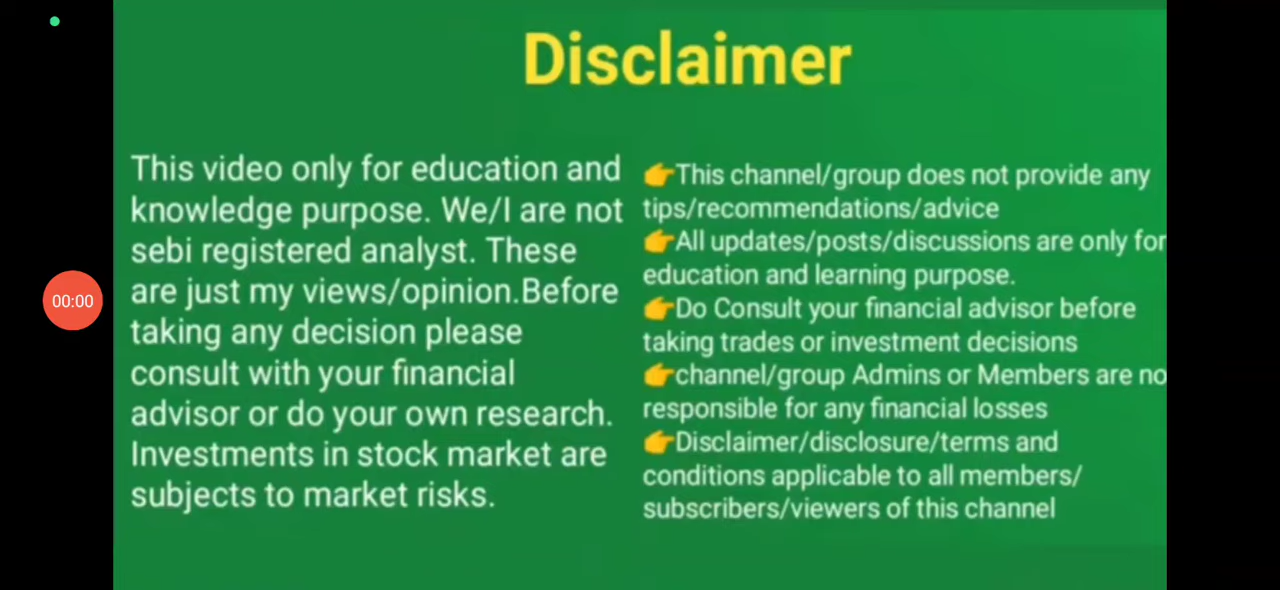 Disclaimer
This video only for education and
knowledge purpose. We/I are not
sebi registered analyst. These
are just my views/opinion.Before
taking any decision please
consult with your financial
advisor or do your own research.
Investments in stock market are
subjects to market risks.
👉This channel/group does not provide any
tips/recommendations/advice
👉All updates/posts/discussions are only for
education and learning purpose.
👉Do Consult your financial advisor before
taking trades or investment decisions
👉channel/group Admins or Members are no
responsible for any financial losses
👉Disclaimer/disclosure/terms and
conditions applicable to all members/
subscribers/viewers of this channel
00:00